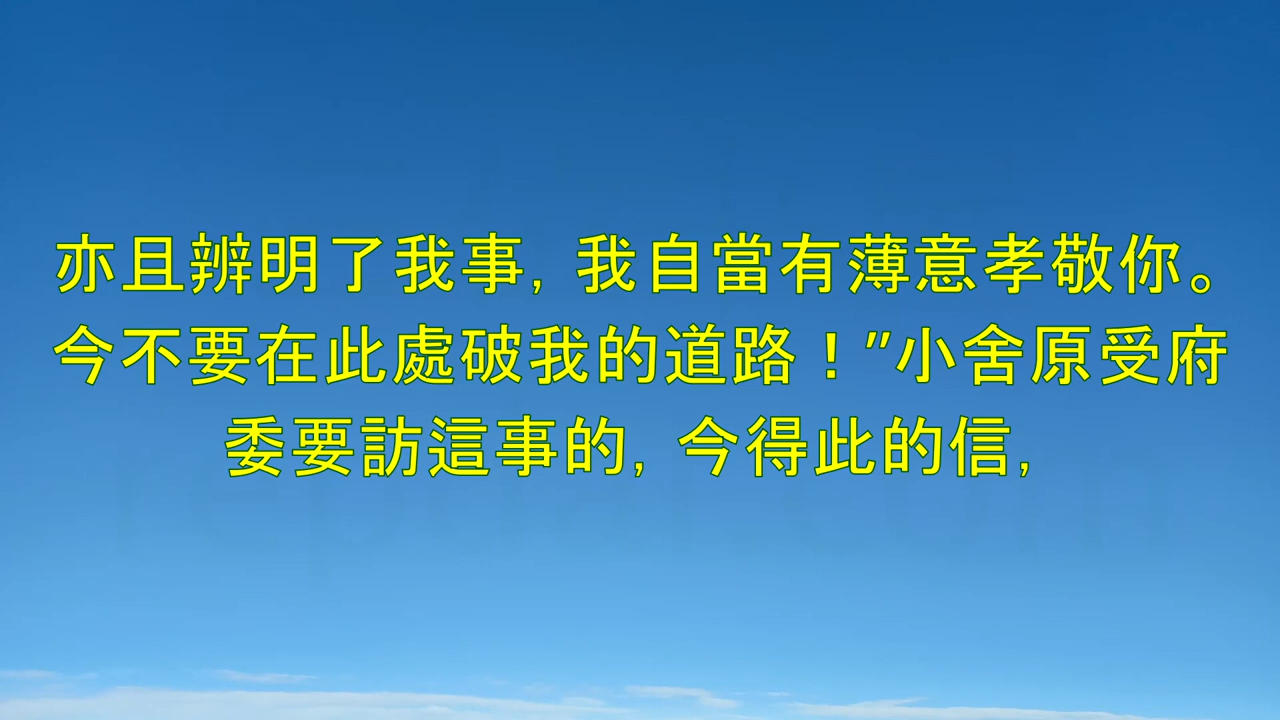 亦且辨明了我事, 我自當有薄意孝敬你。
今不要在此處破我的道路！"小舍原受府
委要訪這事的, 今得此的信,